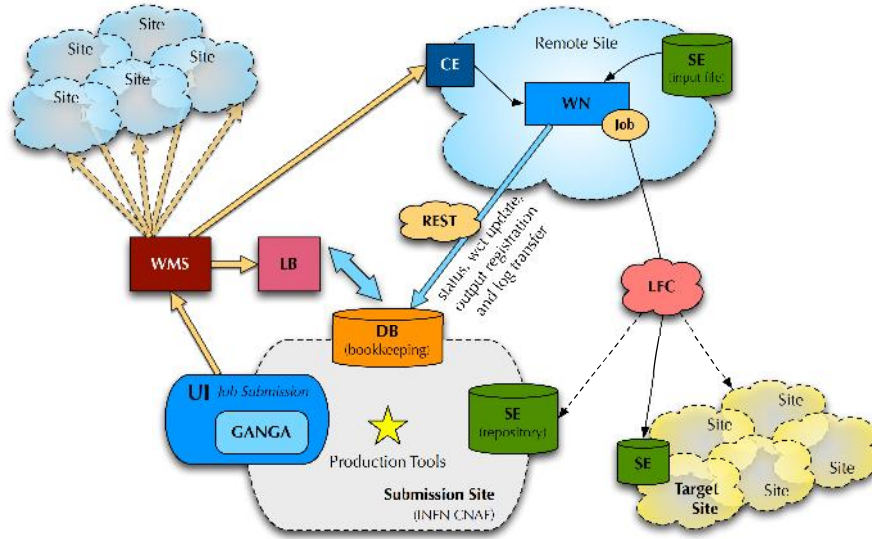 Site
Site
Site
Site
Site
Site
Remote Site
CE
SE
(input file)
WN
Job
REST
status, wct update,
output registration
and log transfer
WMS
LB
LFC
DB
(bookkeeping)
UI Job Submission
GANGA
SE
(repository)
Production Tools
Submission Site
(INFN CNAF)
Site
Site
Site
Site
SE
Target
Site